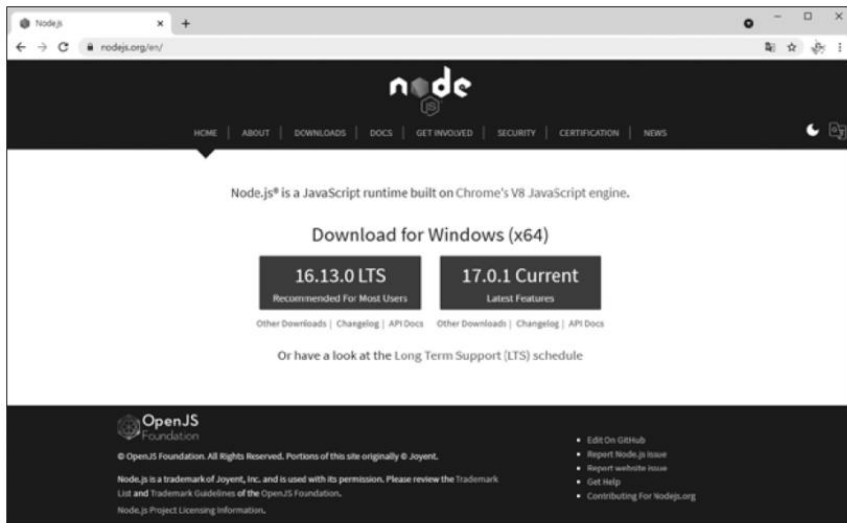 Node.js
nodejs.org/en/
node
JS
HOME | ABOUT | DOWNLOADS | DOCS | GET INVOLVED | SECURITY | CERTIFICATION | NEWS
Node.js® is a JavaScript runtime built on Chrome's V8 JavaScript engine.
Download for Windows (x64)
16.13.0 LTS
Recommended For Most Users
17.0.1 Current
Latest Features
Other Downloads | Changelog | API Docs
Other Downloads | Changelog | API Docs
Or have a look at the Long Term Support (LTS) schedule
OpenJS
Foundation
© OpenJS Foundation. All Rights Reserved. Portions of this site originally © Joyent.
Node.js is a trademark of Joyent, Inc. and is used with its permission. Please review the Trademark
List and Trademark Guidelines of the OpenJS Foundation.
Node.js Project Licensing Information.
Edit On GitHub
Report Node.js Issue
Report website issue
Get Help
Contributing For Nodejs.org